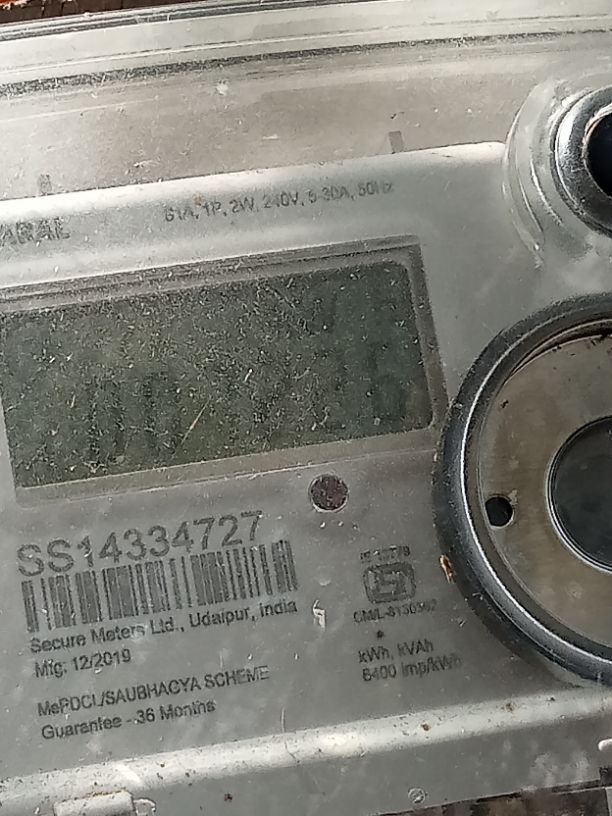 ARAL
S1A, 1P, 2W, 240V, 5-30A, 50Hz
SS14334727
Secure Meters Ltd., Udaipur, India
Mfg: 12/2019
MePDCL/SAUBHAGYA SCHEME
Guarantee - 36 Months
kWh, kVAh
6400 imp/kWh